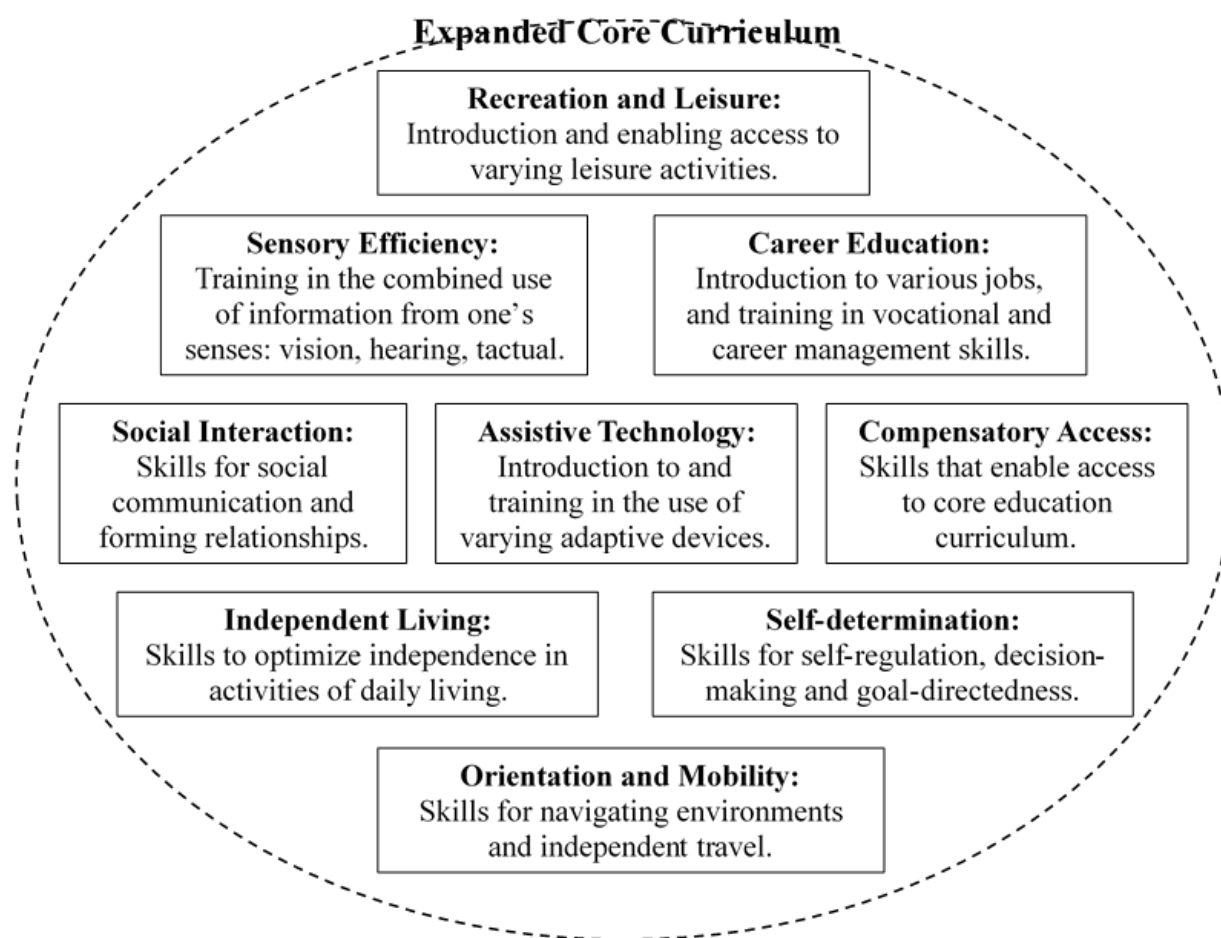 Expanded Core Curriculum
Recreation and Leisure:
Introduction and enabling access to
varying leisure activities.
Sensory Efficiency:
Training in the combined use
of information from one’s
senses: vision, hearing, tactual.
Career Education:
Introduction to various jobs,
and training in vocational and
career management skills.
Social Interaction:
Skills for social
communication and
forming relationships.
Assistive Technology:
Introduction to and
training in the use of
varying adaptive devices.
Compensatory Access:
Skills that enable access
to core education
curriculum.
Independent Living:
Skills to optimize independence in
activities of daily living.
Self-determination:
Skills for self-regulation, decision-
making and goal-directedness.
Orientation and Mobility:
Skills for navigating environments
and independent travel.